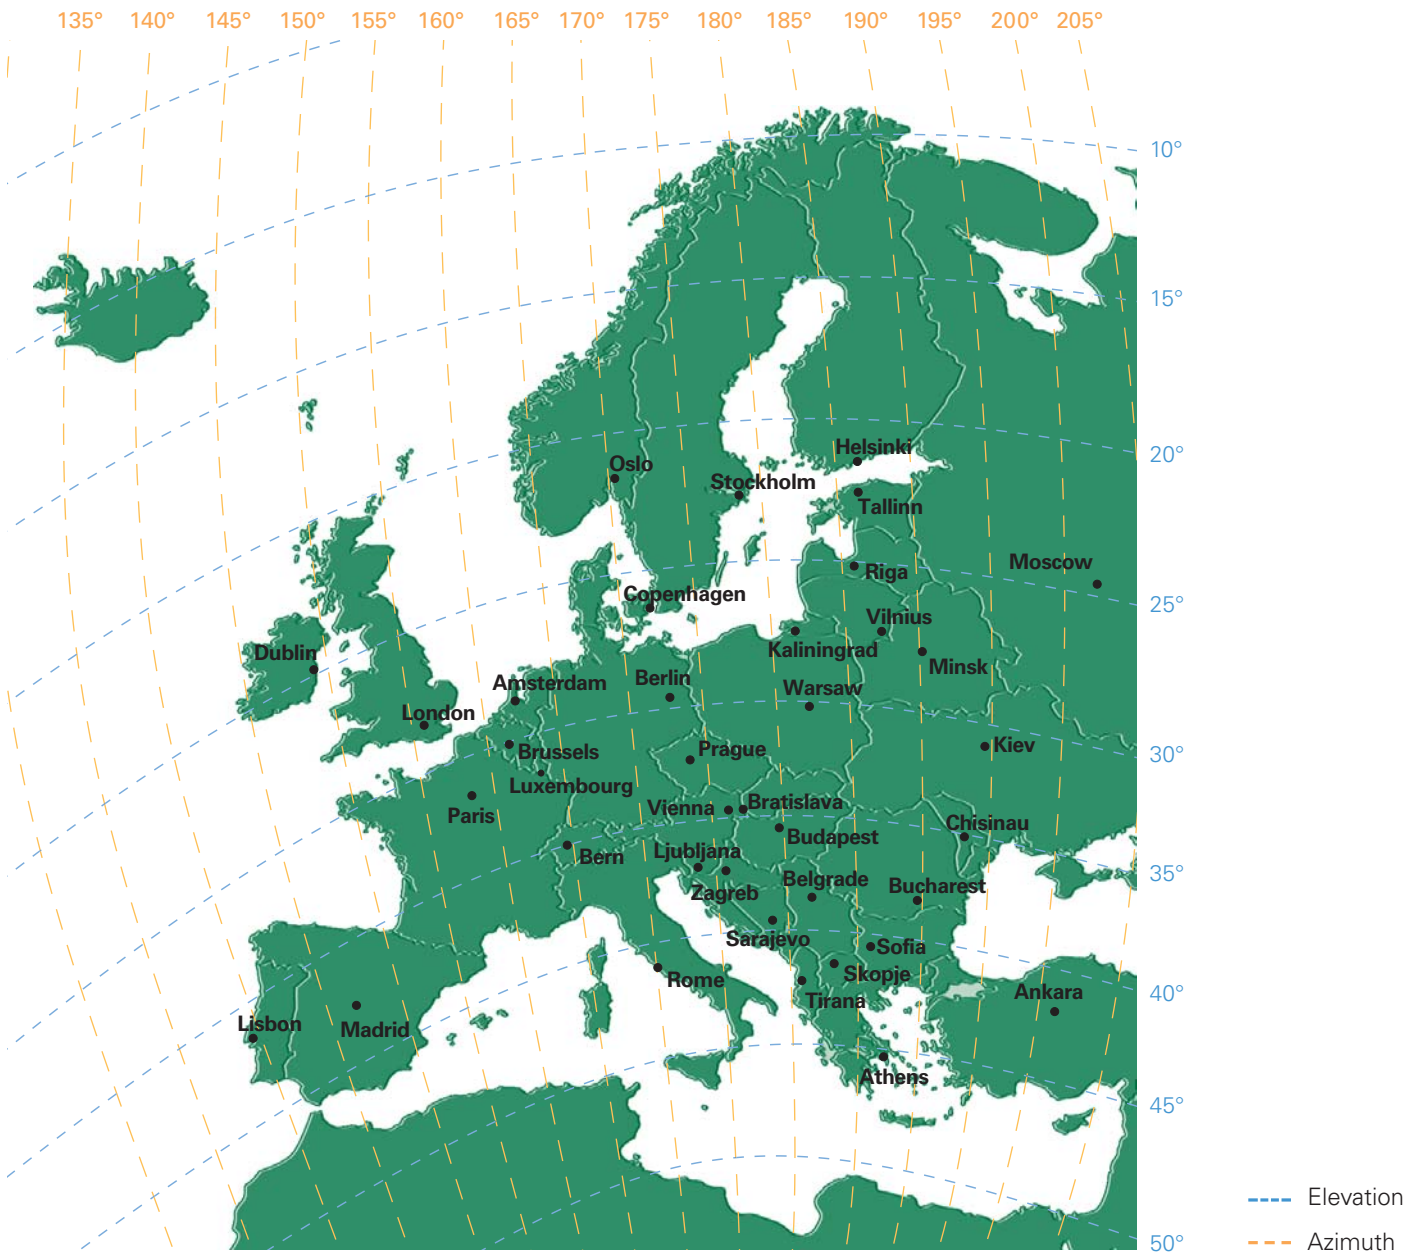 135° 140° 145° 150° 155° 160° 165° 170° 175° 180° 185° 190° 195° 200° 205°
10°
15°
20°
Helsinki
Oslo
Stockholm
Tallinn
Moscow
Riga
25°
Copenhagen
Vilnius
Dublin
Kaliningrad
Minsk
Berlin
Amsterdam
Warsaw
London
Kiev
Prague
Brussels
30°
Luxembourg
Bratislava
Vienna
Paris
Chisinau
Budapest
Ljubljana
Bern
35°
Belgrade
Bucharest
Zagreb
Sarajevo
Sofia
Skopje
Rome
Ankara
40°
Tirana
Lisbon
Madrid
Athens
45°
Elevation
Azimuth
50°